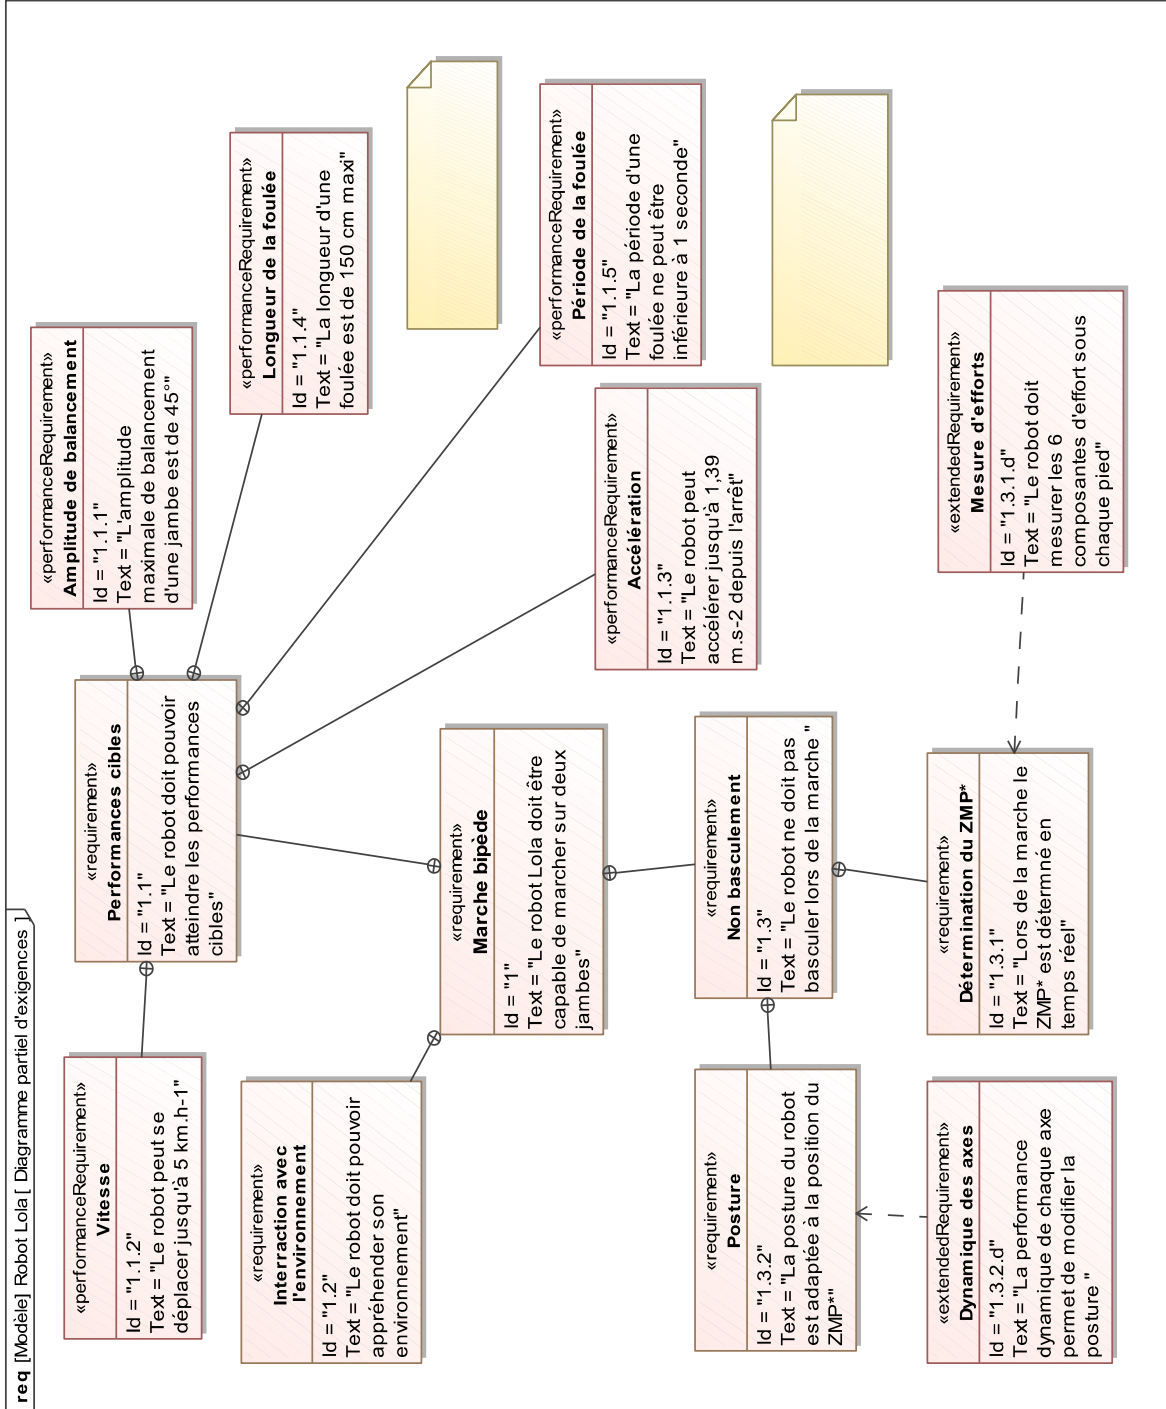 req [Modèle] Robot Lola [ Diagramme partiel d'exigences ]
«performanceRequirement»
Vitesse
Id = "1.1.2"
Text = "Le robot peut se
déplacer jusqu'à 5 km.h-1"
«requirement»
Performances cibles
Id = "1.1"
Text = "Le robot doit pouvoir
atteindre les performances
cibles"
«performanceRequirement»
Amplitude de balancement
Id = "1.1.1"
Text = "L'amplitude
maximale de balancement
d'une jambe est de 45°"
«performanceRequirement»
Longueur de la foulée
Id = "1.1.4"
Text = "La longueur d'une
foulée est de 150 cm maxi"
«requirement»
Interraction avec
l'environnement
Id = "1.2"
Text = "Le robot doit pouvoir
appréhender son
environnement"
«requirement»
Marche bipède
Id = "1"
Text = "Le robot Lola doit être
capable de marcher sur deux
jambes"
«performanceRequirement»
Accélération
Id = "1.1.3"
Text = "Le robot peut
accélérer jusqu'à 1,39
m.s-2 depuis l'arrêt"
«performanceRequirement»
Période de la foulée
Id = "1.1.5"
Text = "La période d'une
foulée ne peut être
inférieure à 1 seconde"
«requirement»
Posture
Id = "1.3.2"
Text = "La posture du robot
est adaptée à la position du
ZMP*"
«requirement»
Non basculement
Id = "1.3"
Text = "Le robot ne doit pas
basculer lors de la marche "
«extendedRequirement»
Dynamique des axes
Id = "1.3.2.d"
Text = "La performance
dynamique de chaque axe
permet de modifier la
posture "
«requirement»
Détermination du ZMP*
Id = "1.3.1"
Text = "Lors de la marche le
ZMP* est déterminé en
temps réel"
«extendedRequirement»
Mesure d'efforts
Id = "1.3.1.d"
Text = "Le robot doit
mesurer les 6
composantes d'effort sous
chaque pied"